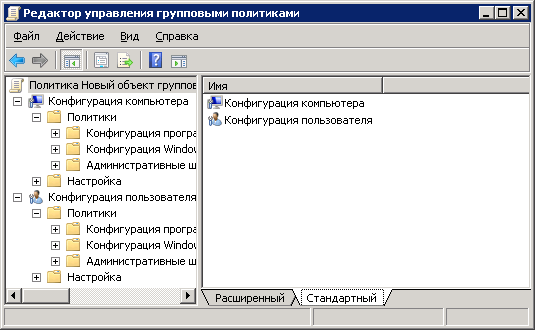 Редактор управления групповыми политиками
Файл Действие Вид Справка
Политика Новый объект группов
Конфигурация компьютера
Политики
Конфигурация програ
Конфигурация Window
Административные ш
Настройка
Конфигурация пользователя
Политики
Конфигурация програ
Конфигурация Window
Административные ш
Настройка
Имя
Конфигурация компьютера
Конфигурация пользователя
Расширенный Стандартный